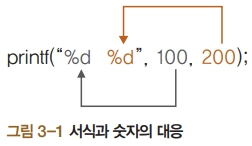 printf(“%d %d”, 100, 200);
그림 3-1 서식과 숫자의 대응